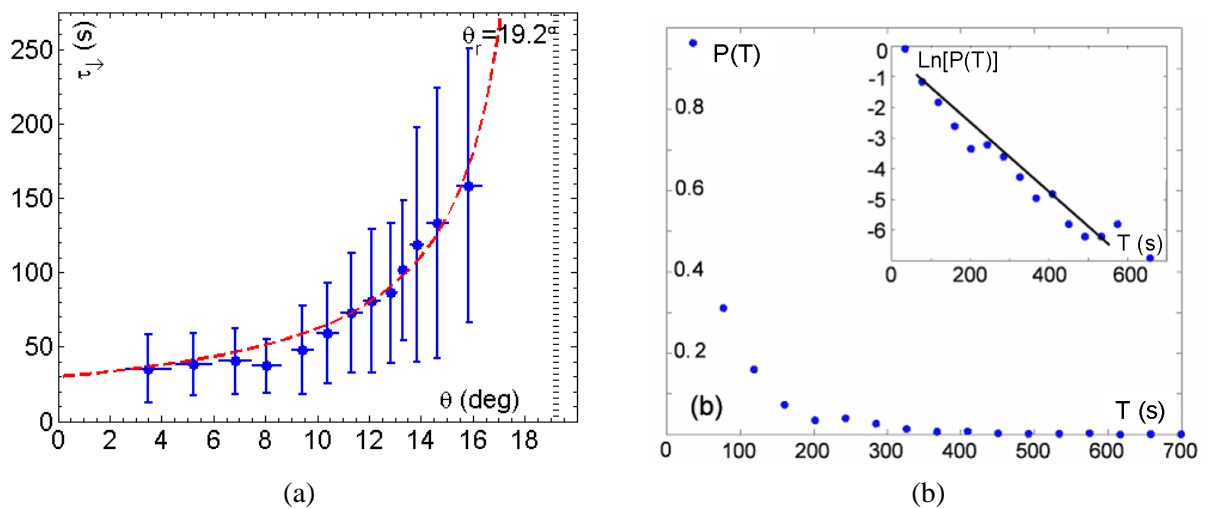 250
200
150
100
50
0
τ↓ (s)
θr=19.2º
θ (deg)
0 2 4 6 8 10 12 14 16 18
(a)
P(T)
0.8
0.6
0.4
0.2
(b)
T (s)
0 100 200 300 400 500 600 700
Ln[P(T)]
0
-1
-2
-3
-4
-5
-6
T (s)
0 200 400 600
(b)